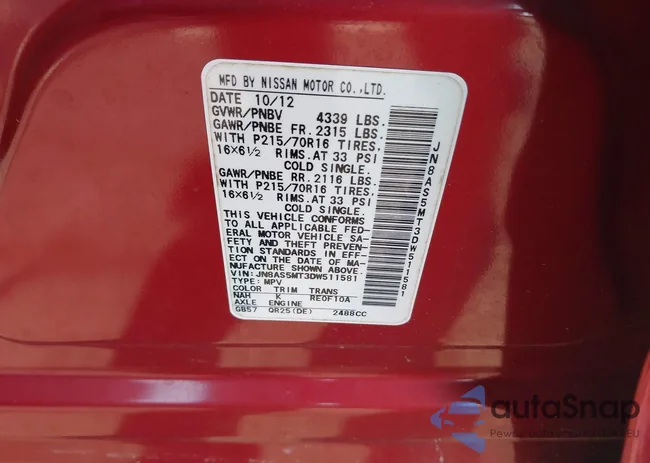 MFD BY NISSAN MOTOR CO.,LTD.
DATE 10/12
GVWR/PNBV 4339 LBS.
GAWR/PNBE FR. 2315 LBS.
WITH P215/70R16 TIRES.
16X6½ RIMS.AT 33 PSI
COLD SINGLE.
GAWR/PNBE RR. 2116 LBS.
WITH P215/70R16 TIRES.
16X6½ RIMS.AT 33 PSI
COLD SINGLE.
THIS VEHICLE CONFORMS
TO ALL APPLICABLE FED-
ERAL MOTOR VEHICLE SA-
FETY AND THEFT PREVEN-
TION STANDARDS IN EFF-
ECT ON THE DATE OF MA-
NUFACTURE SHOWN ABOVE.
VIN: JN8AS5MT3DW511581
TYPE: MPV
COLOR TRIM TRANS
NAH K RE0F10A
AXLE ENGINE
GB57 QR25(DE) 2488CC
JN8AS5MT3DW511581
autoSnap